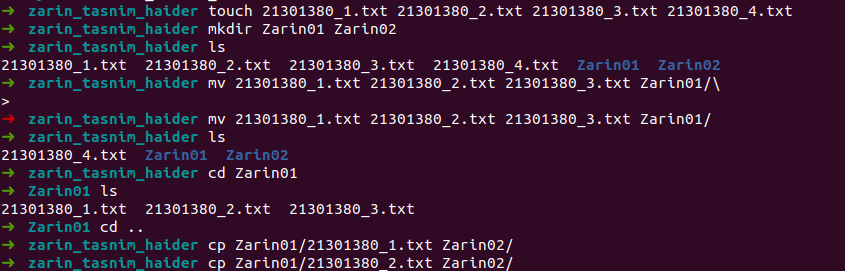 ➜ zarin_tasnim_haider touch 21301380_1.txt 21301380_2.txt 21301380_3.txt 21301380_4.txt
➜ zarin_tasnim_haider mkdir Zarin01 Zarin02
➜ zarin_tasnim_haider ls
21301380_1.txt 21301380_2.txt 21301380_3.txt 21301380_4.txt Zarin01 Zarin02
➜ zarin_tasnim_haider mv 21301380_1.txt 21301380_2.txt 21301380_3.txt Zarin01/\
>
➜ zarin_tasnim_haider mv 21301380_1.txt 21301380_2.txt 21301380_3.txt Zarin01/
➜ zarin_tasnim_haider ls
21301380_4.txt Zarin01 Zarin02
➜ zarin_tasnim_haider cd Zarin01
➜ Zarin01 ls
21301380_1.txt 21301380_2.txt 21301380_3.txt
➜ Zarin01 cd ..
➜ zarin_tasnim_haider cp Zarin01/21301380_1.txt Zarin02/
➜ zarin_tasnim_haider cp Zarin01/21301380_2.txt Zarin02/